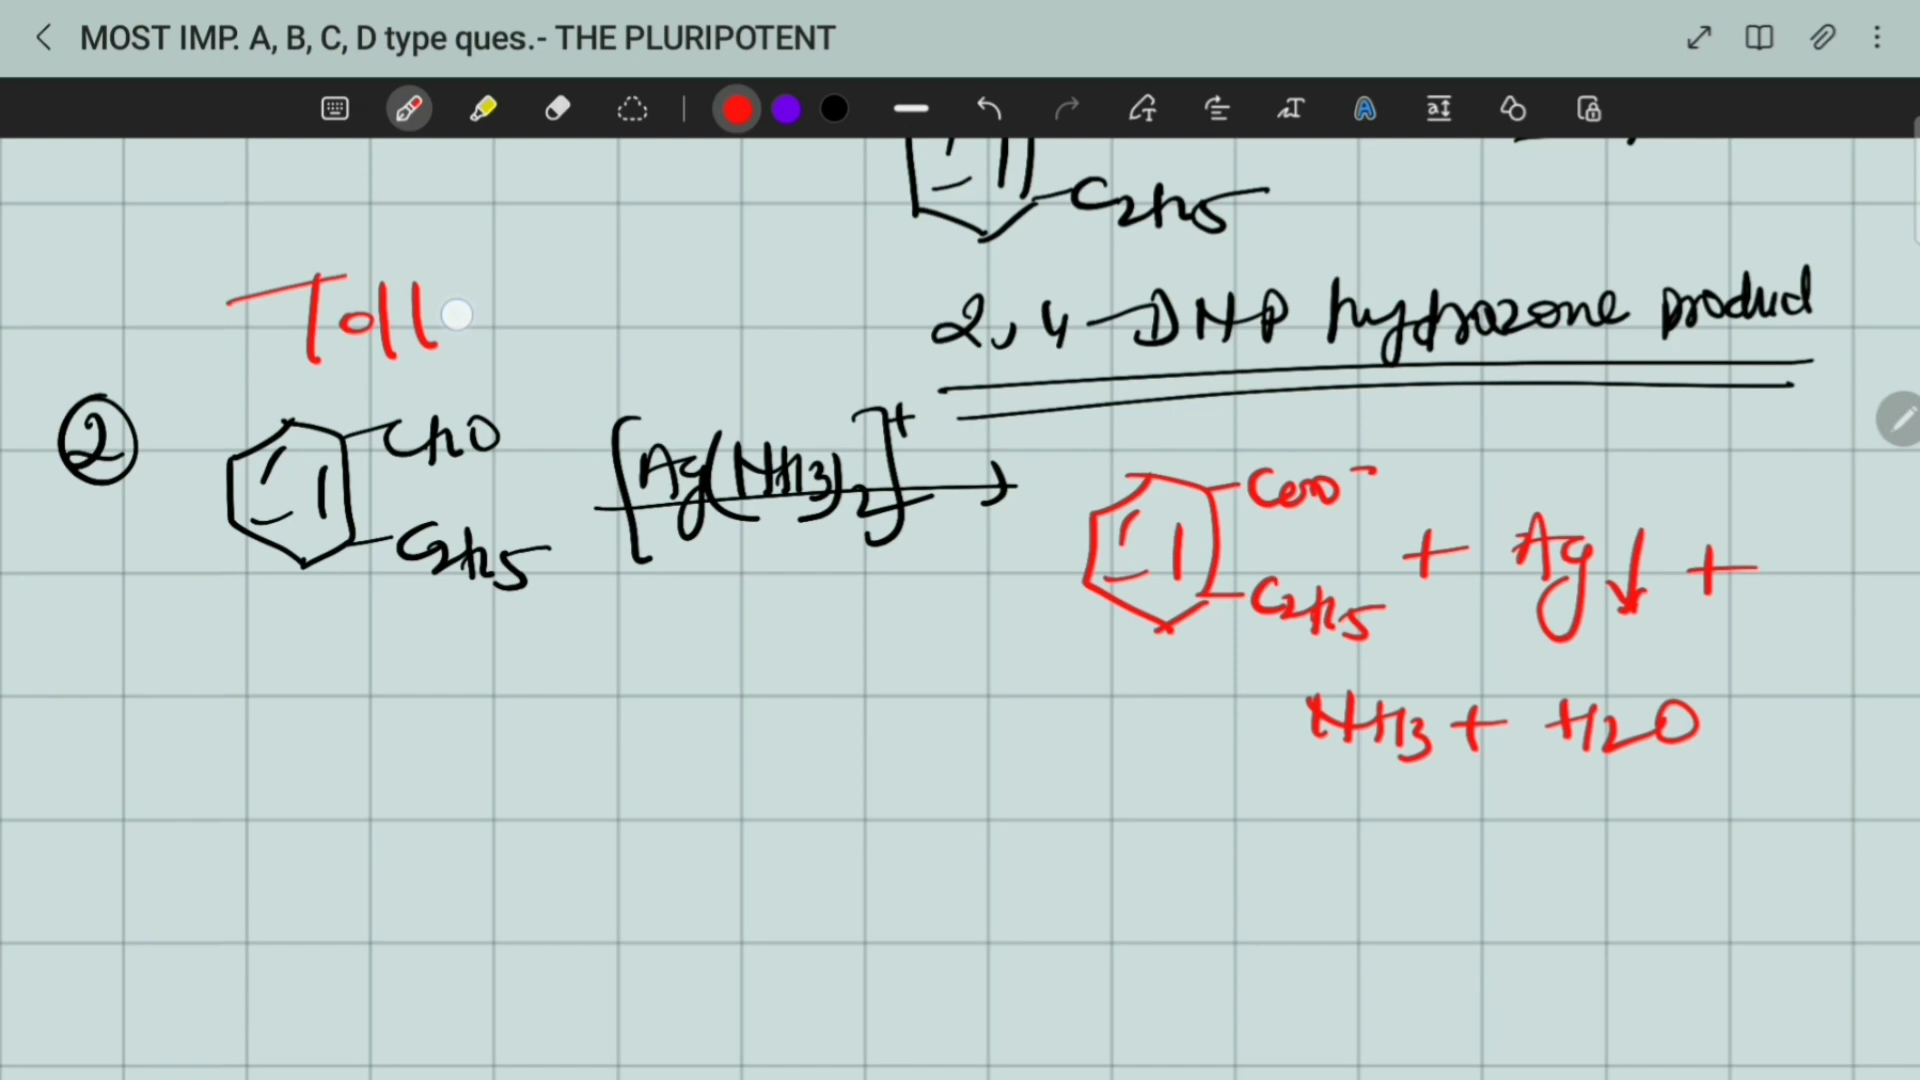 MOST IMP. A, B, C, D type ques.- THE PLURIPOTENT
C2H5
2,4-DNP hydrazone product
Toll
2
CHO
C2H5
[Ag(NH3)2]+
COO-
C2H5
+ Ag↓ +
NH3 + H2O